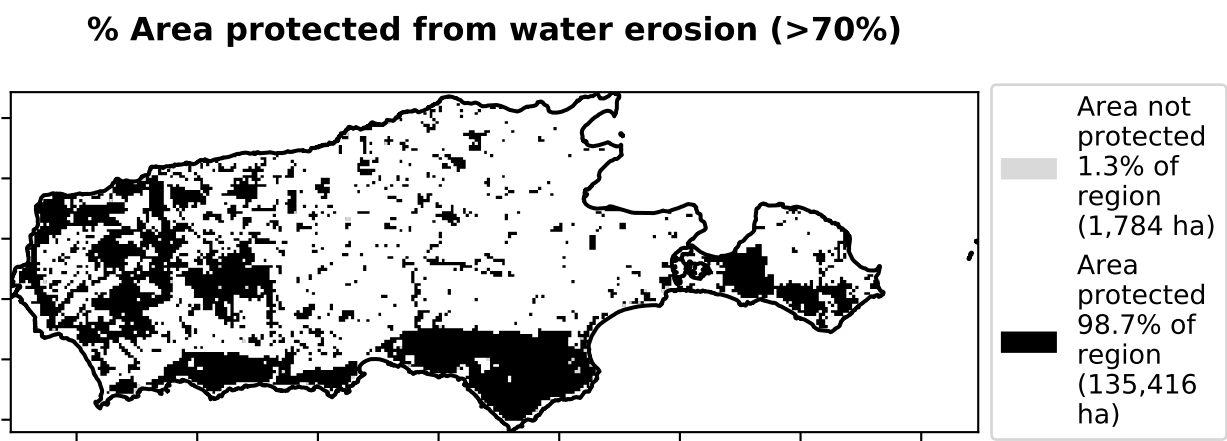 % Area protected from water erosion (>70%)
Area not
protected
1.3% of
region
(1,784 ha)
Area
protected
98.7% of
region
(135,416
ha)